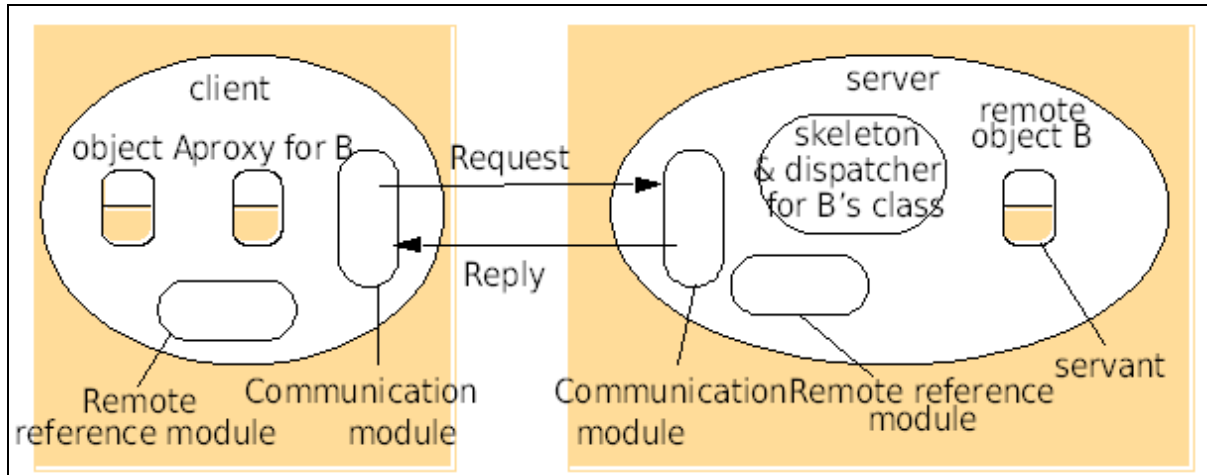 client
object Aproxy for B
Request
Reply
Remote
reference module
Communication
module
server
skeleton
& dispatcher
for B's class
remote
object B
servant
Communication
module
Remote reference
module